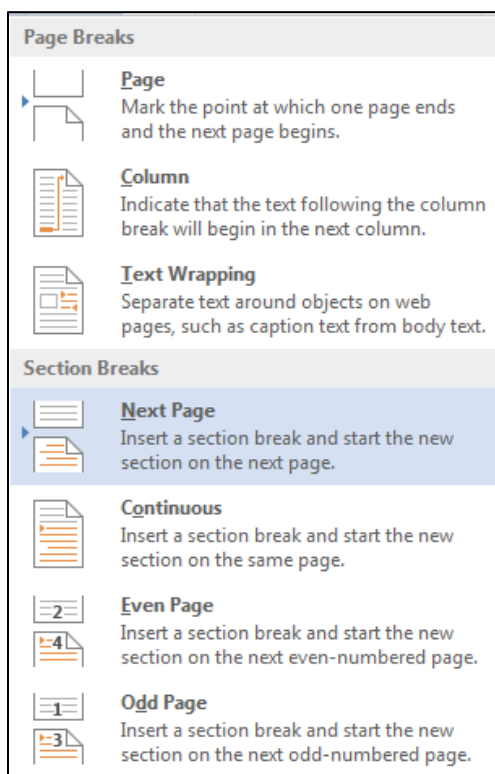 Page Breaks
Page
Mark the point at which one page ends
and the next page begins.
Column
Indicate that the text following the column
break will begin in the next column.
Text Wrapping
Separate text around objects on web
pages, such as caption text from body text.
Section Breaks
Next Page
Insert a section break and start the new
section on the next page.
Continuous
Insert a section break and start the new
section on the same page.
2
4
Even Page
Insert a section break and start the new
section on the next even-numbered page.
1
3
Odd Page
Insert a section break and start the new
section on the next odd-numbered page.